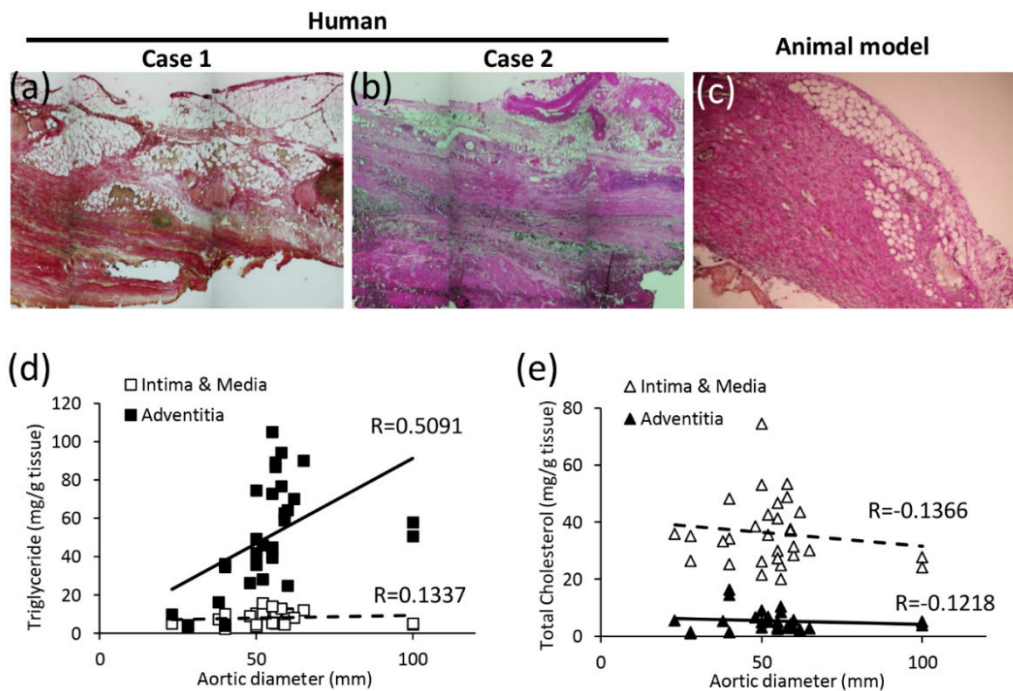 Human
Case 1
Case 2
Animal model
(a)
(b)
(c)
(d)
□ Intima & Media
■ Adventitia
R=0.5091
R=0.1337
Triglyceride (mg/g tissue)
120
100
80
60
40
20
0
0
50
100
Aortic diameter (mm)
(e)
△ Intima & Media
▲ Adventitia
R=-0.1366
R=-0.1218
Total Cholesterol (mg/g tissue)
80
60
40
20
0
0
50
100
Aortic diameter (mm)